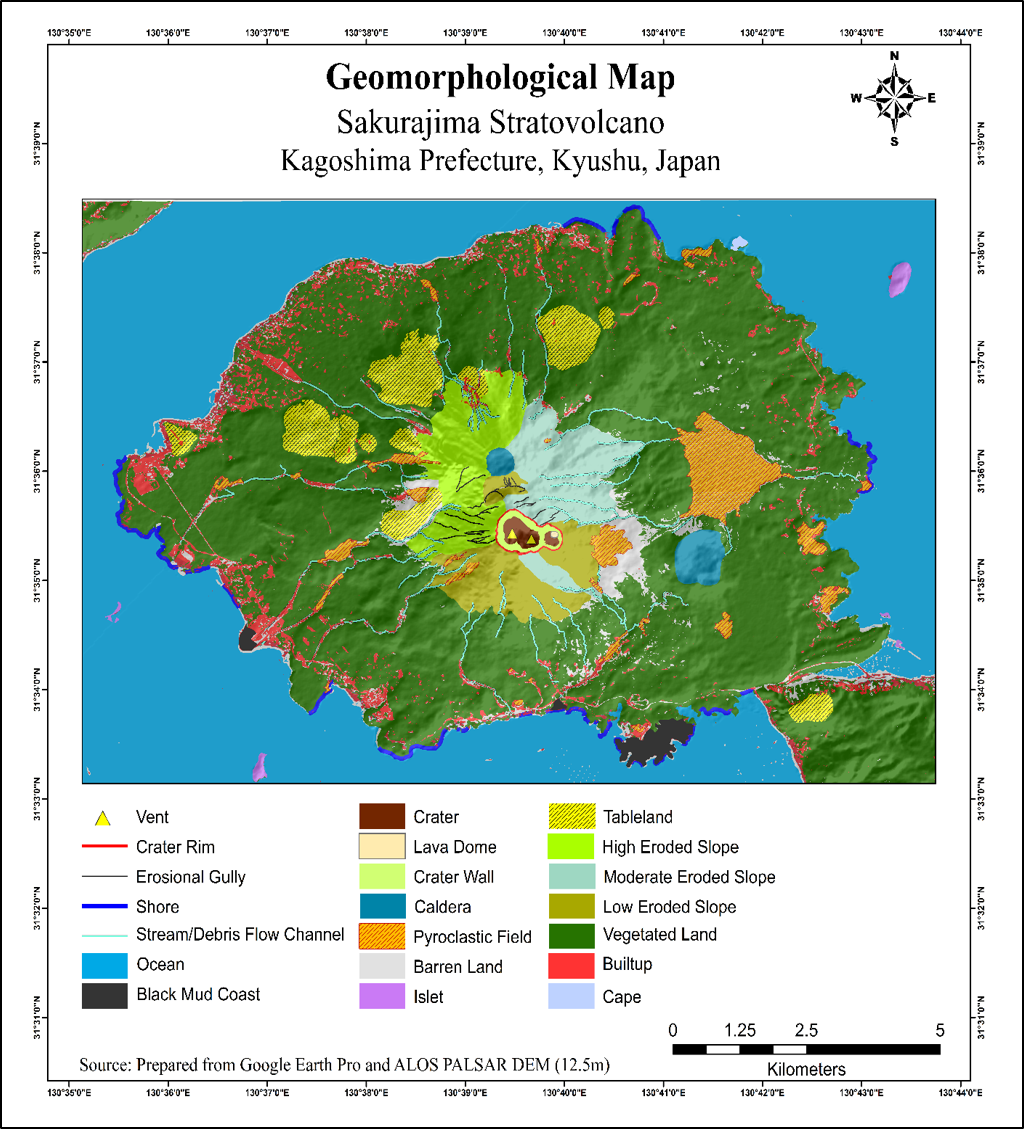 130°35'0"E 130°36'0"E 130°37'0"E 130°38'0"E 130°39'0"E 130°40'0"E 130°41'0"E 130°42'0"E 130°43'0"E 130°44'0"E
Geomorphological Map
Sakurajima Stratovolcano
Kagoshima Prefecture, Kyushu, Japan
N
W E
S
31°39'0"N 31°39'0"N
31°38'0"N 31°38'0"N
31°37'0"N 31°37'0"N
31°36'0"N 31°36'0"N
31°35'0"N 31°35'0"N
31°34'0"N 31°34'0"N
31°33'0"N 31°33'0"N
31°32'0"N 31°32'0"N
31°31'0"N 31°31'0"N
Vent
Crater Rim
Erosional Gully
Shore
Stream/Debris Flow Channel
Ocean
Black Mud Coast
Crater
Lava Dome
Crater Wall
Caldera
Pyroclastic Field
Barren Land
Islet
Tableland
High Eroded Slope
Moderate Eroded Slope
Low Eroded Slope
Vegetated Land
Builtup
Cape
0 1.25 2.5 5
Kilometers
Source: Prepared from Google Earth Pro and ALOS PALSAR DEM (12.5m)
130°35'0"E 130°36'0"E 130°37'0"E 130°38'0"E 130°39'0"E 130°40'0"E 130°41'0"E 130°42'0"E 130°43'0"E 130°44'0"E